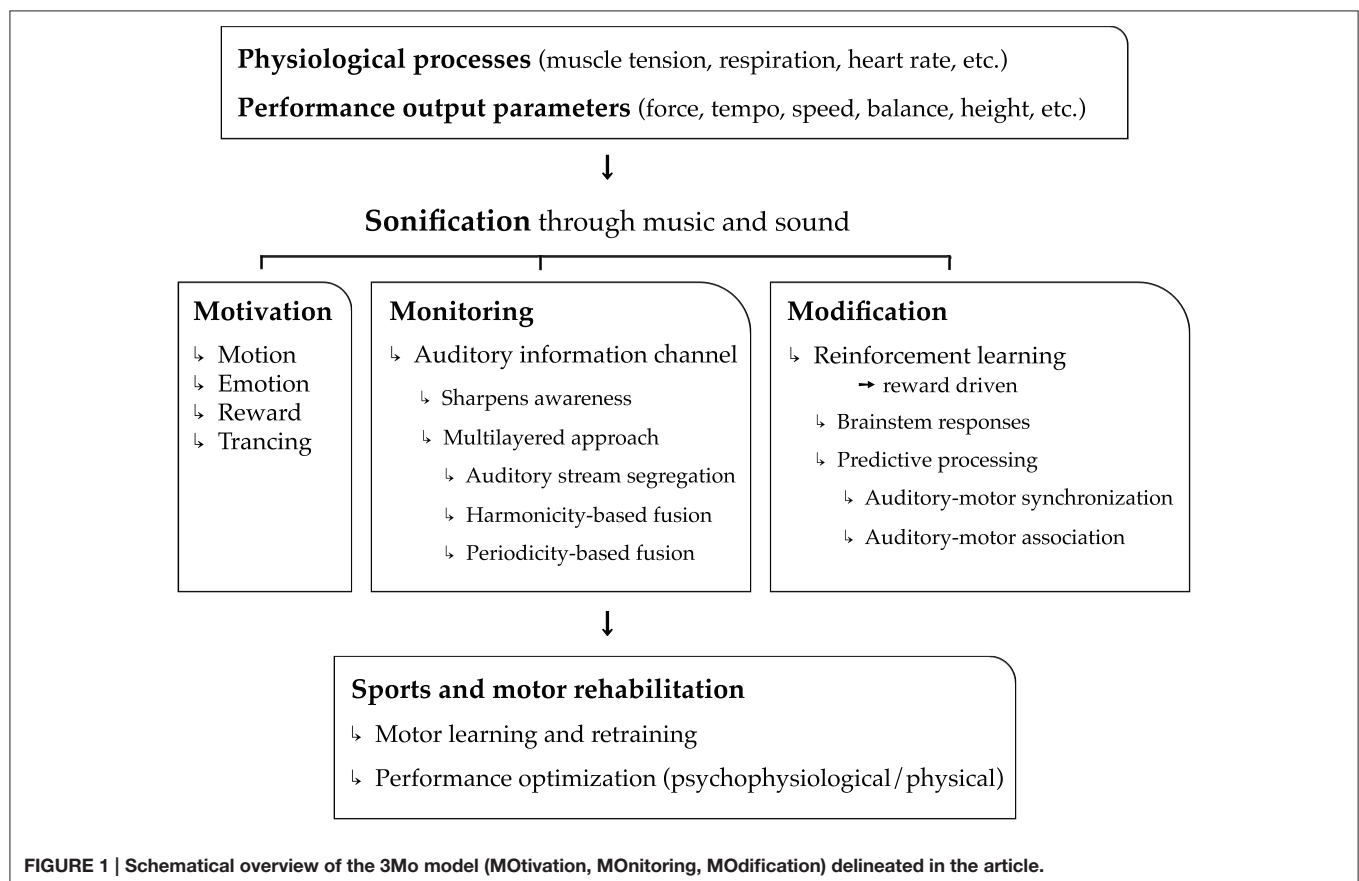 Physiological processes (muscle tension, respiration, heart rate, etc.)
Performance output parameters (force, tempo, speed, balance, height, etc.)
Sonification through music and sound
Motivation
↳ Motion
↳ Emotion
↳ Reward
↳ Trancing
Monitoring
↳ Auditory information channel
↳ Sharpens awareness
↳ Multilayered approach
↳ Auditory stream segregation
↳ Harmonicity-based fusion
↳ Periodicity-based fusion
Modification
↳ Reinforcement learning
➞ reward driven
↳ Brainstem responses
↳ Predictive processing
↳ Auditory-motor synchronization
↳ Auditory-motor association
Sports and motor rehabilitation
↳ Motor learning and retraining
↳ Performance optimization (psychophysiological/physical)
FIGURE 1 | Schematical overview of the 3Mo model (MOtivation, MOnitoring, MOdification) delineated in the article.